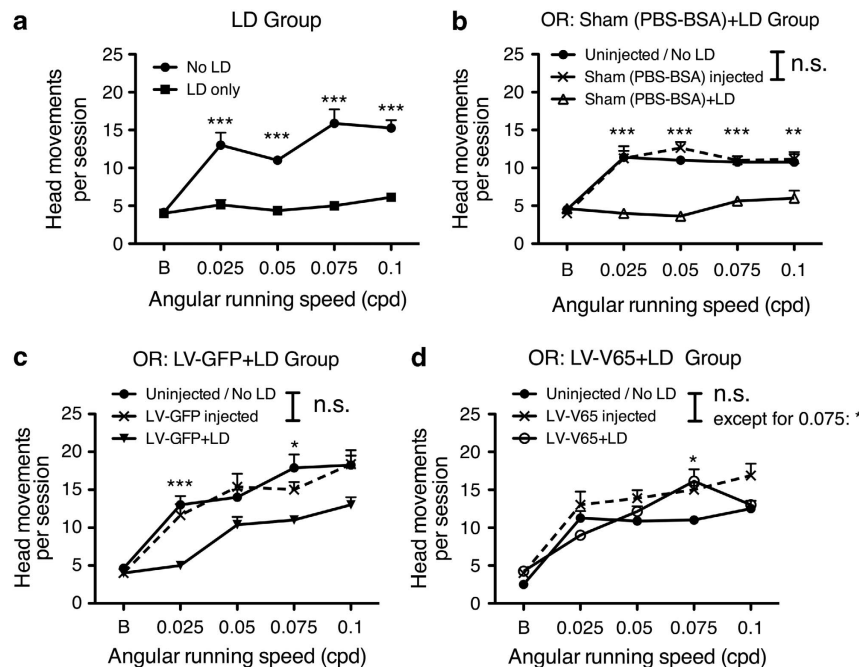 a
LD Group
No LD
LD only
Head movements
per session
25
20
15
10
5
0
***
***
***
***
B 0.025 0.05 0.075 0.1
Angular running speed (cpd)
b
OR: Sham (PBS-BSA)+LD Group
Uninjected / No LD
Sham (PBS-BSA) injected
Sham (PBS-BSA)+LD
n.s.
Head movements
per session
25
20
15
10
5
0
*** *** *** **
B 0.025 0.05 0.075 0.1
Angular running speed (cpd)
c
OR: LV-GFP+LD Group
Uninjected / No LD
LV-GFP injected
LV-GFP+LD
n.s.
Head movements
per session
25
20
15
10
5
0
***
*
B 0.025 0.05 0.075 0.1
Angular running speed (cpd)
d
OR: LV-V65+LD Group
Uninjected / No LD
LV-V65 injected
LV-V65+LD
n.s.
except for 0.075: *
Head movements
per session
25
20
15
10
5
0
*
B 0.025 0.05 0.075 0.1
Angular running speed (cpd)